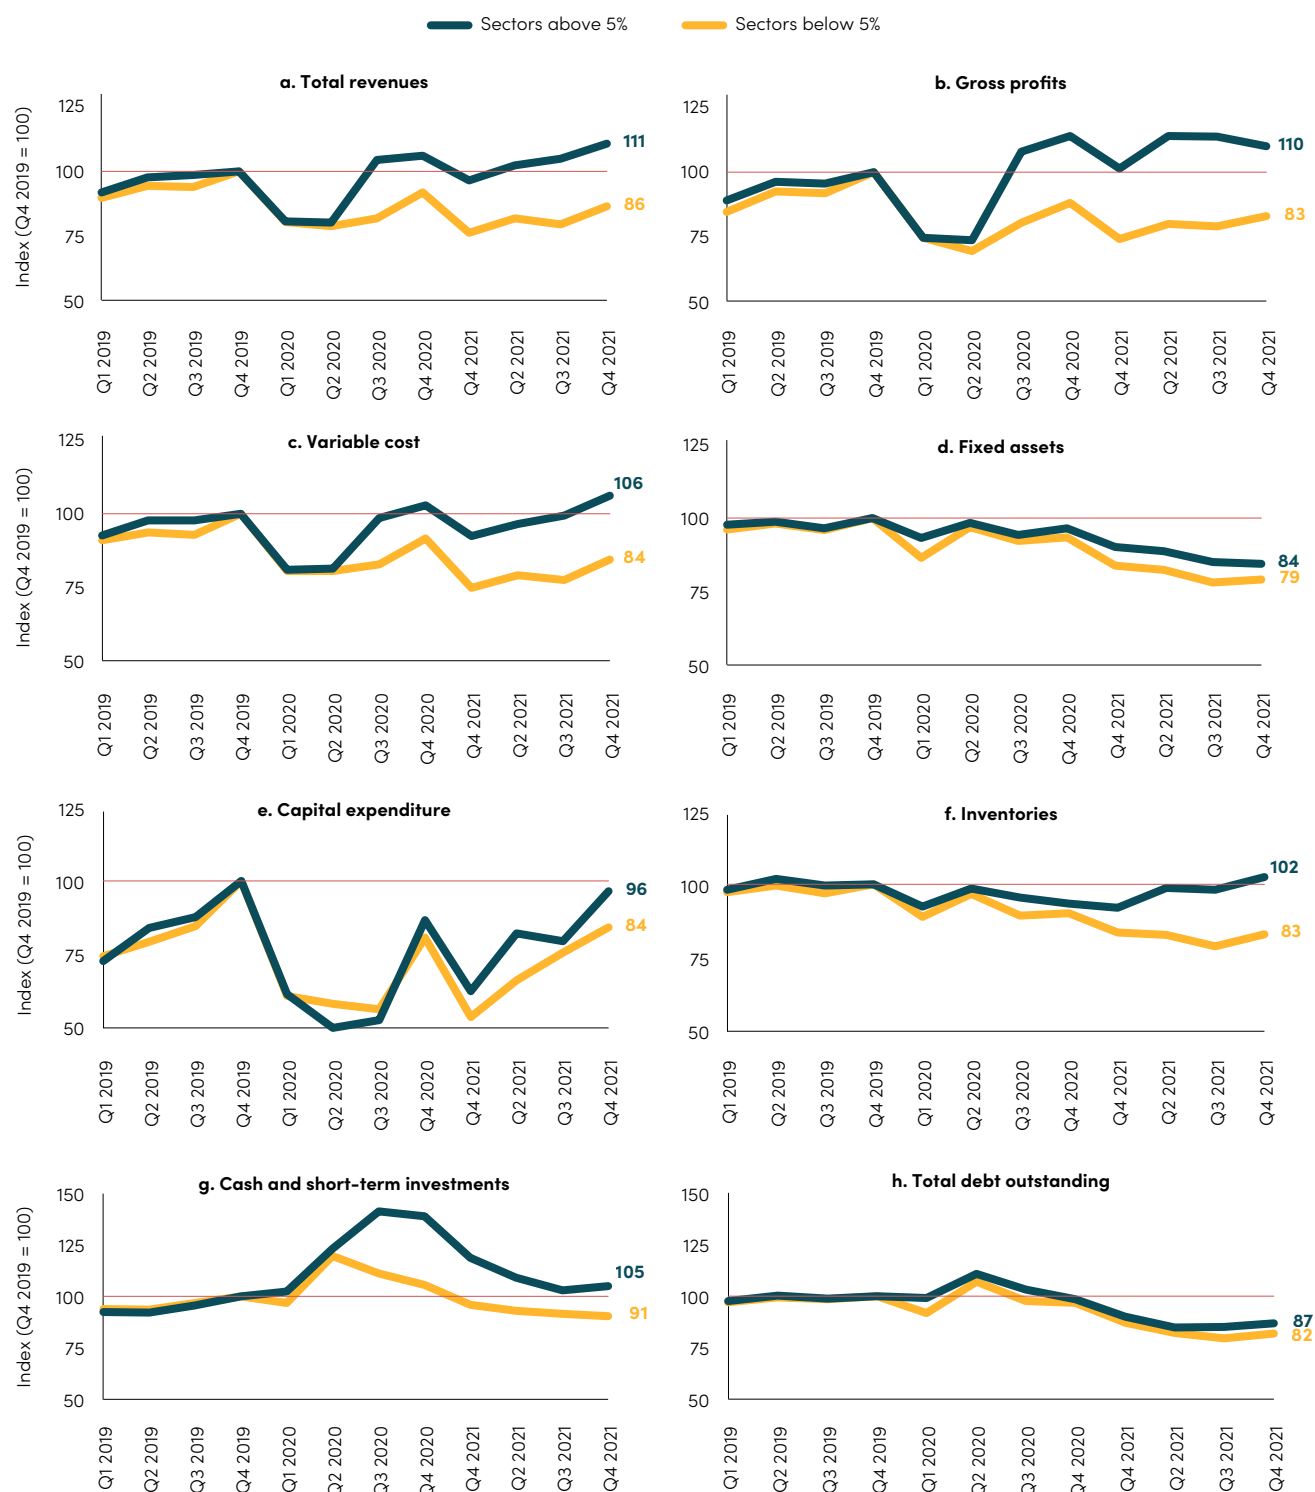 Sectors above 5%
Sectors below 5%
a. Total revenues
Index (Q4 2019 = 100)
125
100
75
50
111
86
Q1 2019
Q2 2019
Q3 2019
Q4 2019
Q1 2020
Q2 2020
Q3 2020
Q4 2020
Q4 2021
Q2 2021
Q3 2021
Q4 2021
b. Gross profits
125
100
75
50
110
83
Q1 2019
Q2 2019
Q3 2019
Q4 2019
Q1 2020
Q2 2020
Q3 2020
Q4 2020
Q4 2021
Q2 2021
Q3 2021
Q4 2021
c. Variable cost
Index (Q4 2019 = 100)
125
100
75
50
106
84
Q1 2019
Q2 2019
Q3 2019
Q4 2019
Q1 2020
Q2 2020
Q3 2020
Q4 2020
Q4 2021
Q2 2021
Q3 2021
Q4 2021
d. Fixed assets
125
100
75
50
84
79
Q1 2019
Q2 2019
Q3 2019
Q4 2019
Q1 2020
Q2 2020
Q3 2020
Q4 2020
Q4 2021
Q2 2021
Q3 2021
Q4 2021
e. Capital expenditure
Index (Q4 2019 = 100)
125
100
75
50
96
84
Q1 2019
Q2 2019
Q3 2019
Q4 2019
Q1 2020
Q2 2020
Q3 2020
Q4 2020
Q4 2021
Q2 2021
Q3 2021
Q4 2021
f. Inventories
125
100
75
50
102
83
Q1 2019
Q2 2019
Q3 2019
Q4 2019
Q1 2020
Q2 2020
Q3 2020
Q4 2020
Q4 2021
Q2 2021
Q3 2021
Q4 2021
g. Cash and short-term investments
Index (Q4 2019 = 100)
150
125
100
75
50
105
91
Q1 2019
Q2 2019
Q3 2019
Q4 2019
Q1 2020
Q2 2020
Q3 2020
Q4 2020
Q4 2021
Q2 2021
Q3 2021
Q4 2021
h. Total debt outstanding
150
125
100
75
50
87
82
Q1 2019
Q2 2019
Q3 2019
Q4 2019
Q1 2020
Q2 2020
Q3 2020
Q4 2020
Q4 2021
Q2 2021
Q3 2021
Q4 2021